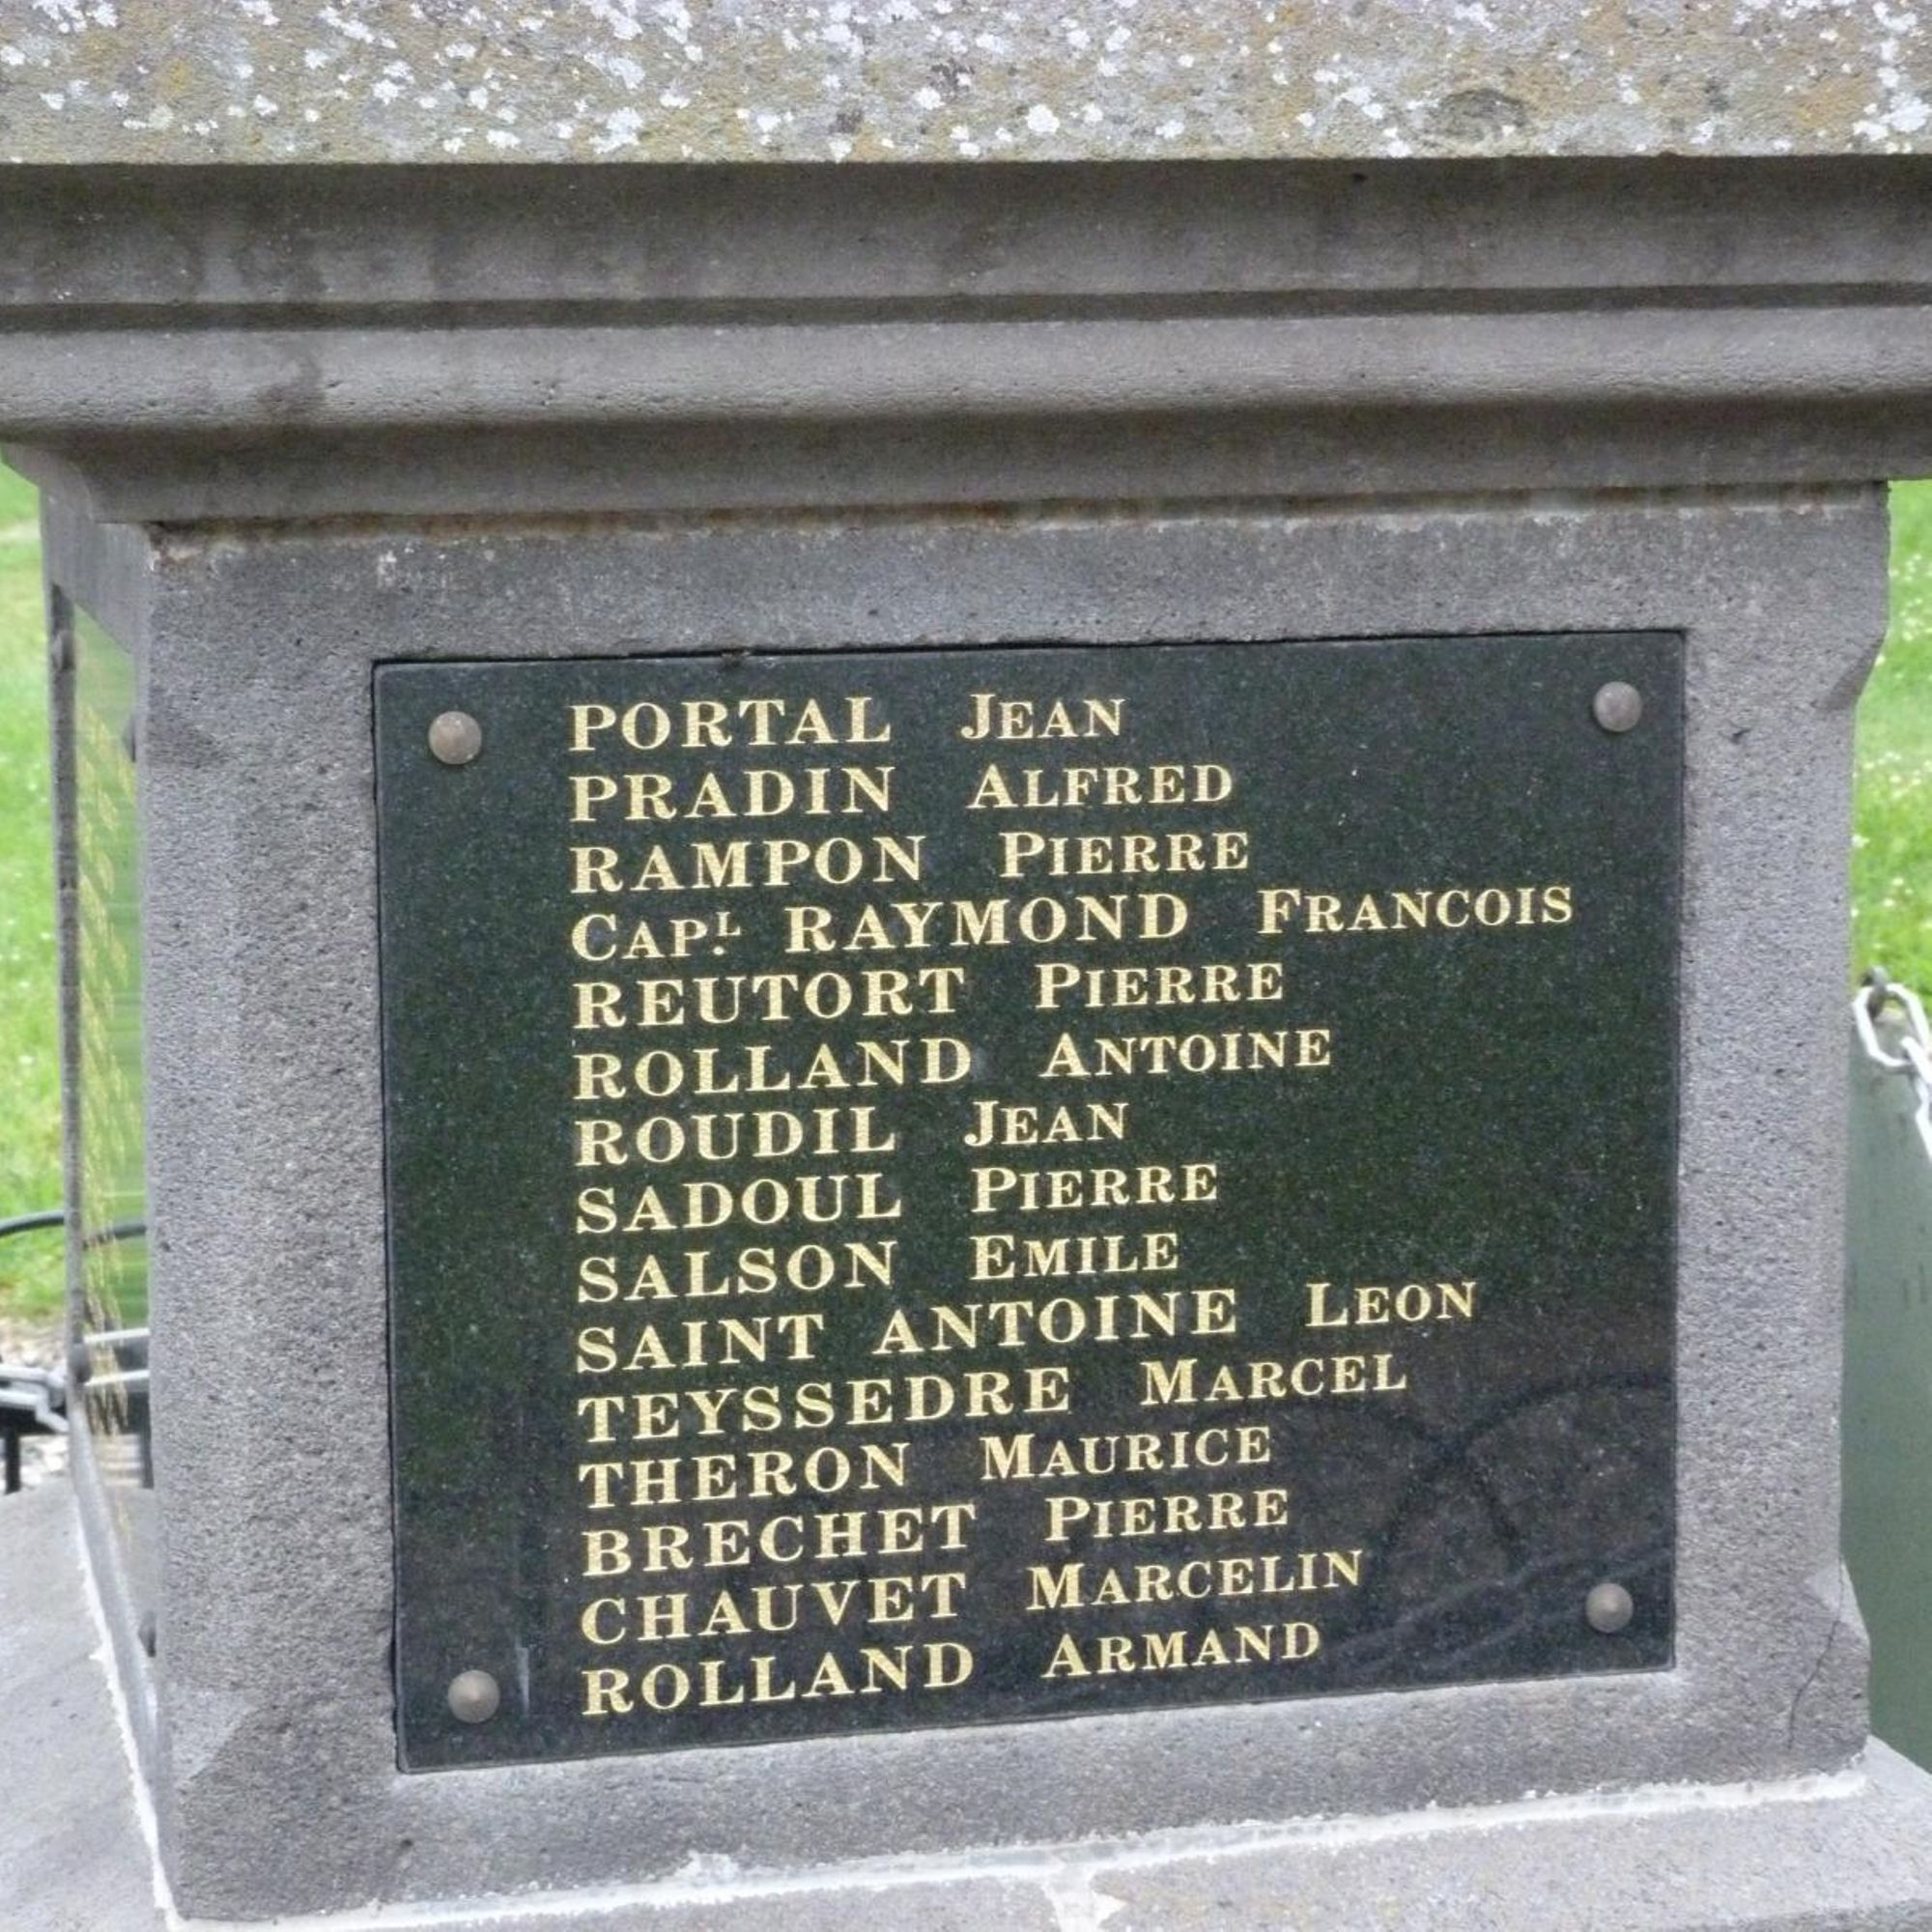 PORTAL JEAN
PRADIN ALFRED
RAMPON PIERRE
CAP.L RAYMOND FRANCOIS
REUTORT PIERRE
ROLLAND ANTOINE
ROUDIL JEAN
SADOUL PIERRE
SALSON EMILE
SAINT ANTOINE LEON
TEYSSEDRE MARCEL
THERON MAURICE
BRECHET PIERRE
CHAUVET MARCELIN
ROLLAND ARMAND